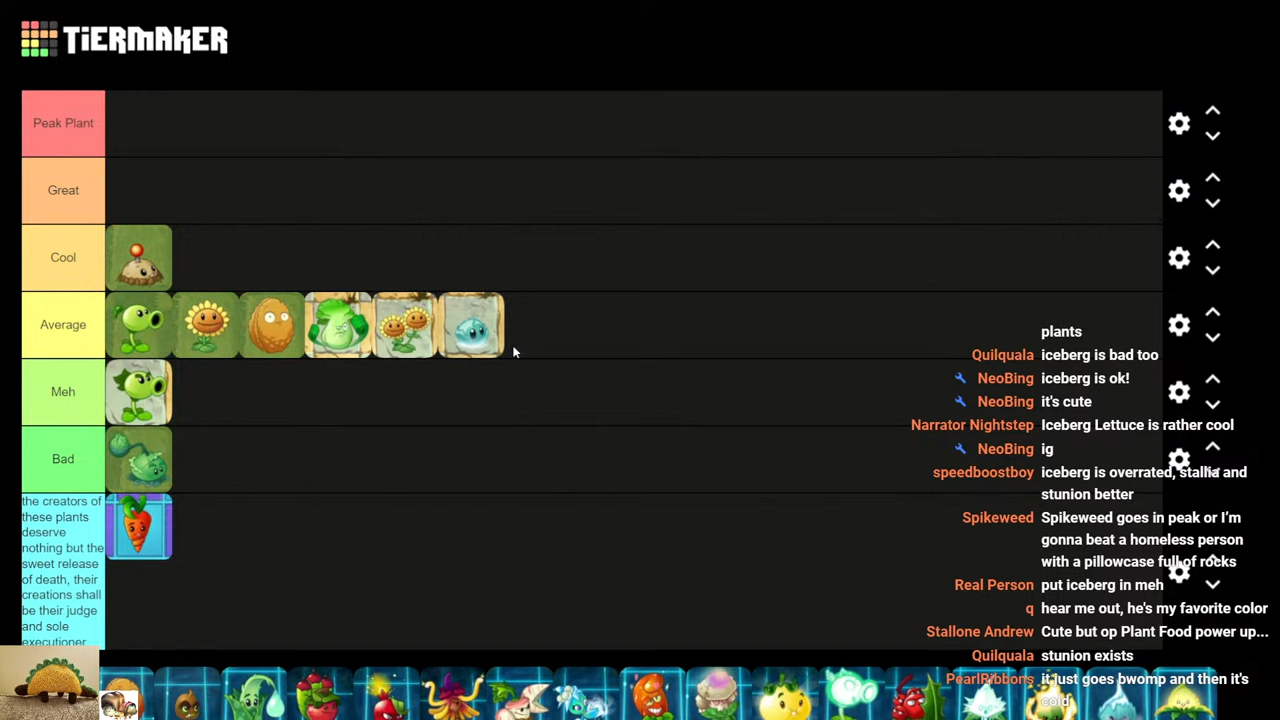 TIERMAKER
Peak Plant
Great
Cool
Average
Meh
Bad
the creators of
these plants
deserve
nothing but the
sweet release
of death, their
creations shall
be their judge
and sole
executioner
plants
Quilquala iceberg is bad too
NeoBing iceberg is ok!
NeoBing it's cute
Narrator Nightstep Iceberg Lettuce is rather cool
NeoBing ig
speedboostboy iceberg is overrated, stallia and
stunion better
Spikeweed Spikeweed goes in peak or I'm
gonna beat a homeless person
with a pillowcase full of rocks
Real Person put iceberg in meh
q hear me out, he's my favorite color
Stallone Andrew Cute but op Plant Food power up...
Quilquala stunion exists
PearlRibbons it just goes bwomp and then it's
cold